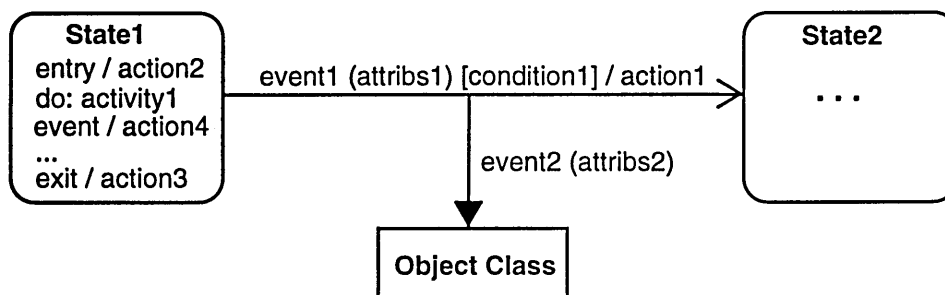 State1
entry / action2
do: activity1
event / action4
...
exit / action3
event1 (attribs1) [condition1] / action1
event2 (attribs2)
Object Class
State2
. . .